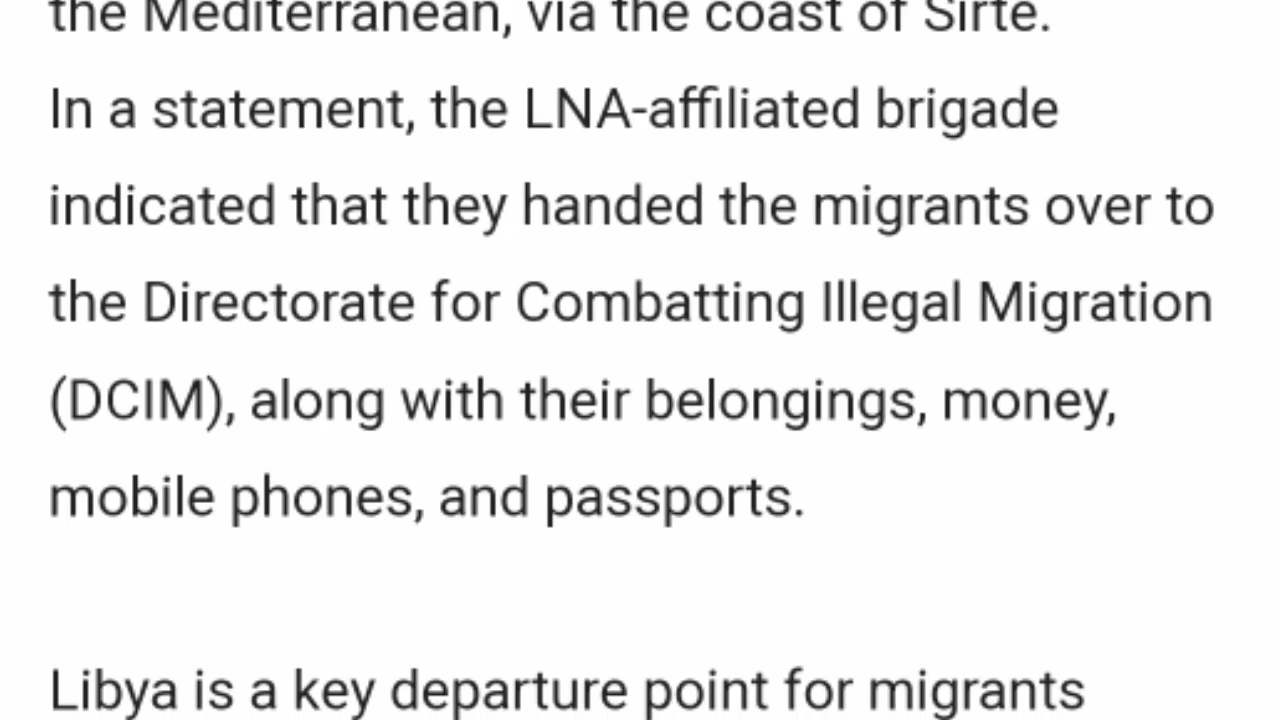 the Mediterranean, via the coast of Sirte.
In a statement, the LNA-affiliated brigade
indicated that they handed the migrants over to
the Directorate for Combatting Illegal Migration
(DCIM), along with their belongings, money,
mobile phones, and passports.
Libya is a key departure point for migrants